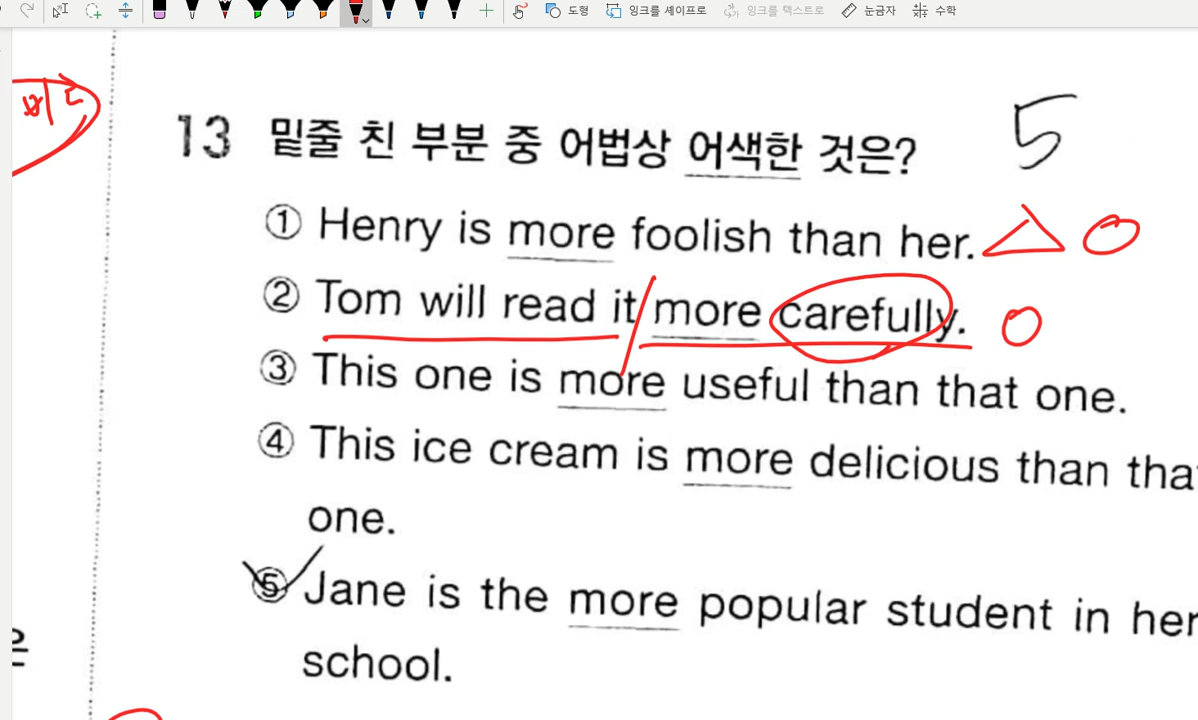 도형 잉크를 셰이프로 잉크를 텍스트로 눈금자 수학
13 밑줄 친 부분 중 어법상 어색한 것은? 5
① Henry is more foolish than her.
② Tom will read it more carefully.
③ This one is more useful than that one.
④ This ice cream is more delicious than tha
one.
⑤ Jane is the more popular student in her
school.